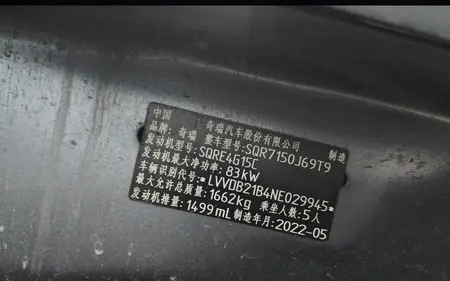 中国 奇瑞汽车股份有限公司 制造
品牌：奇瑞 整车型号：SQR7150J69T9
发动机型号：SQRE4G15C
发动机最大净功率：83kW
车辆识别代号：*LVVDB21B4NE029945*
最大允许总质量：1662kg 乘坐人数：5人
发动机排量：1499mL 制造年月：2022-05